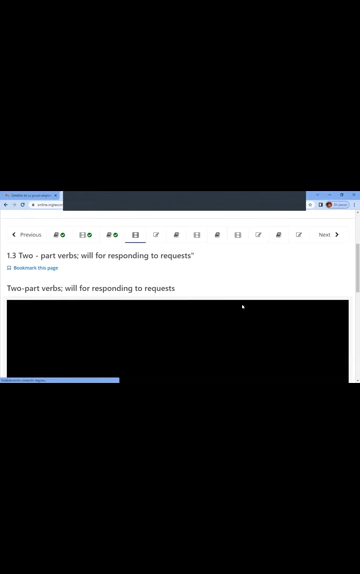 Previous
Next
1.3 Two - part verbs; will for responding to requests"
Bookmark this page
Two-part verbs; will for responding to requests